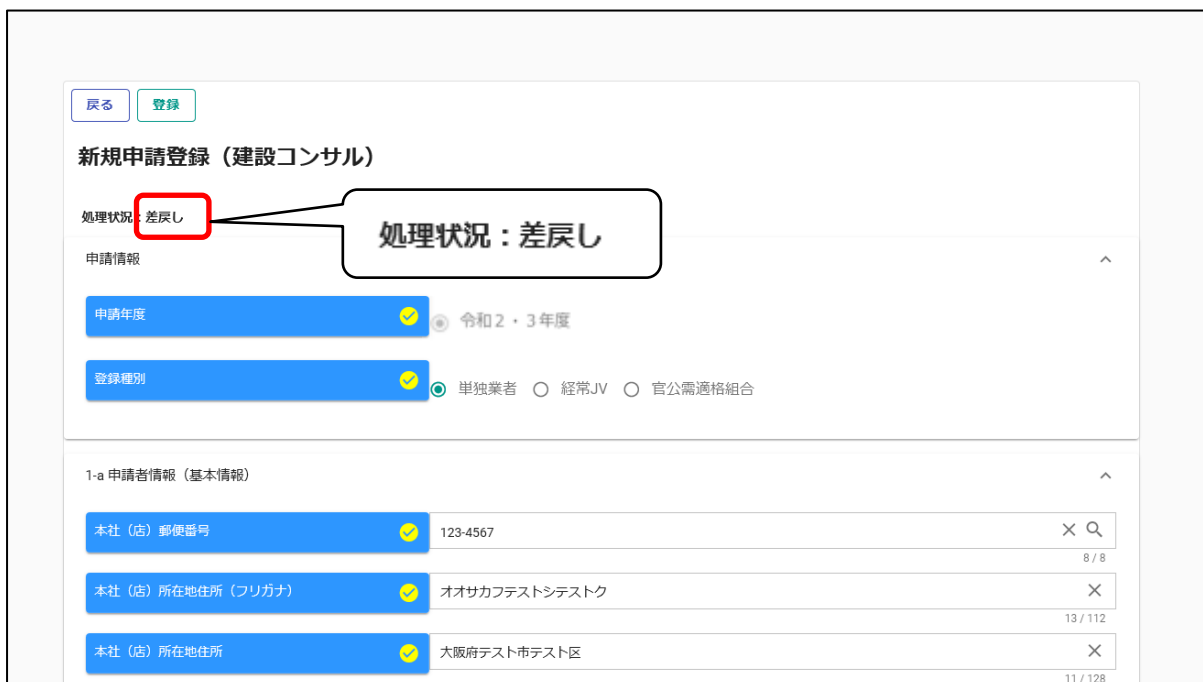 戻る 登録
新規申請登録（建設コンサル）
処理状況：差戻し
処理状況：差戻し
申請情報
申請年度 令和２・３年度
登録種別 単独業者 経常JV 官公需適格組合
1-a 申請者情報（基本情報）
本社（店）郵便番号 123-4567
8 / 8
本社（店）所在地住所（フリガナ） オオサカフテストシテストク
13 / 112
本社（店）所在地住所 大阪府テスト市テスト区
11 / 128